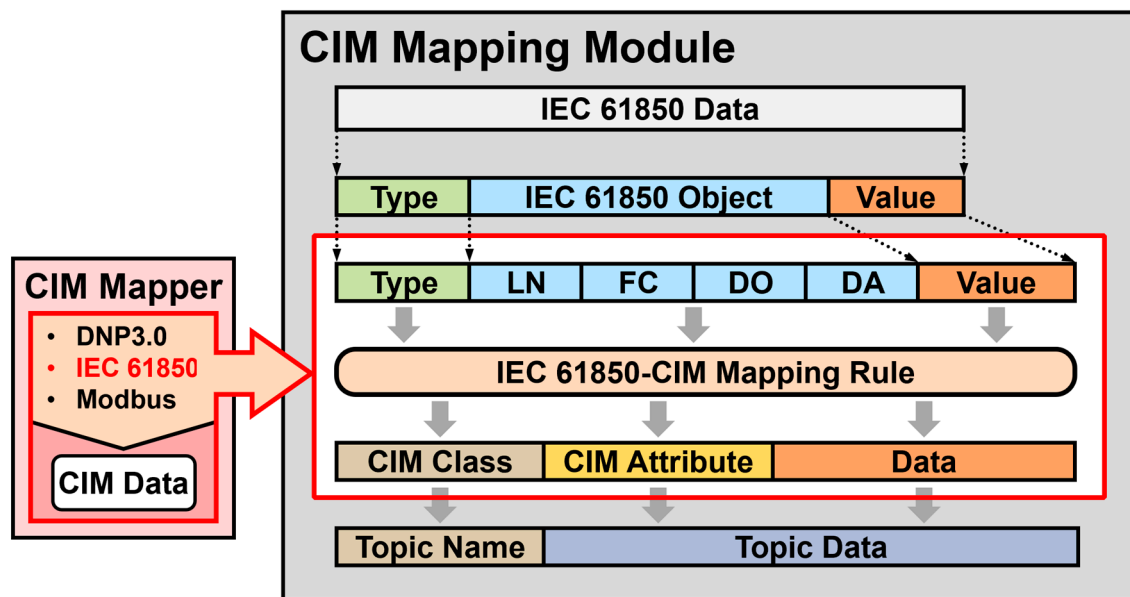 CIM Mapping Module
IEC 61850 Data
Type IEC 61850 Object Value
Type LN FC DO DA Value
IEC 61850-CIM Mapping Rule
CIM Class CIM Attribute Data
Topic Name Topic Data
CIM Mapper
• DNP3.0
• IEC 61850
• Modbus
CIM Data